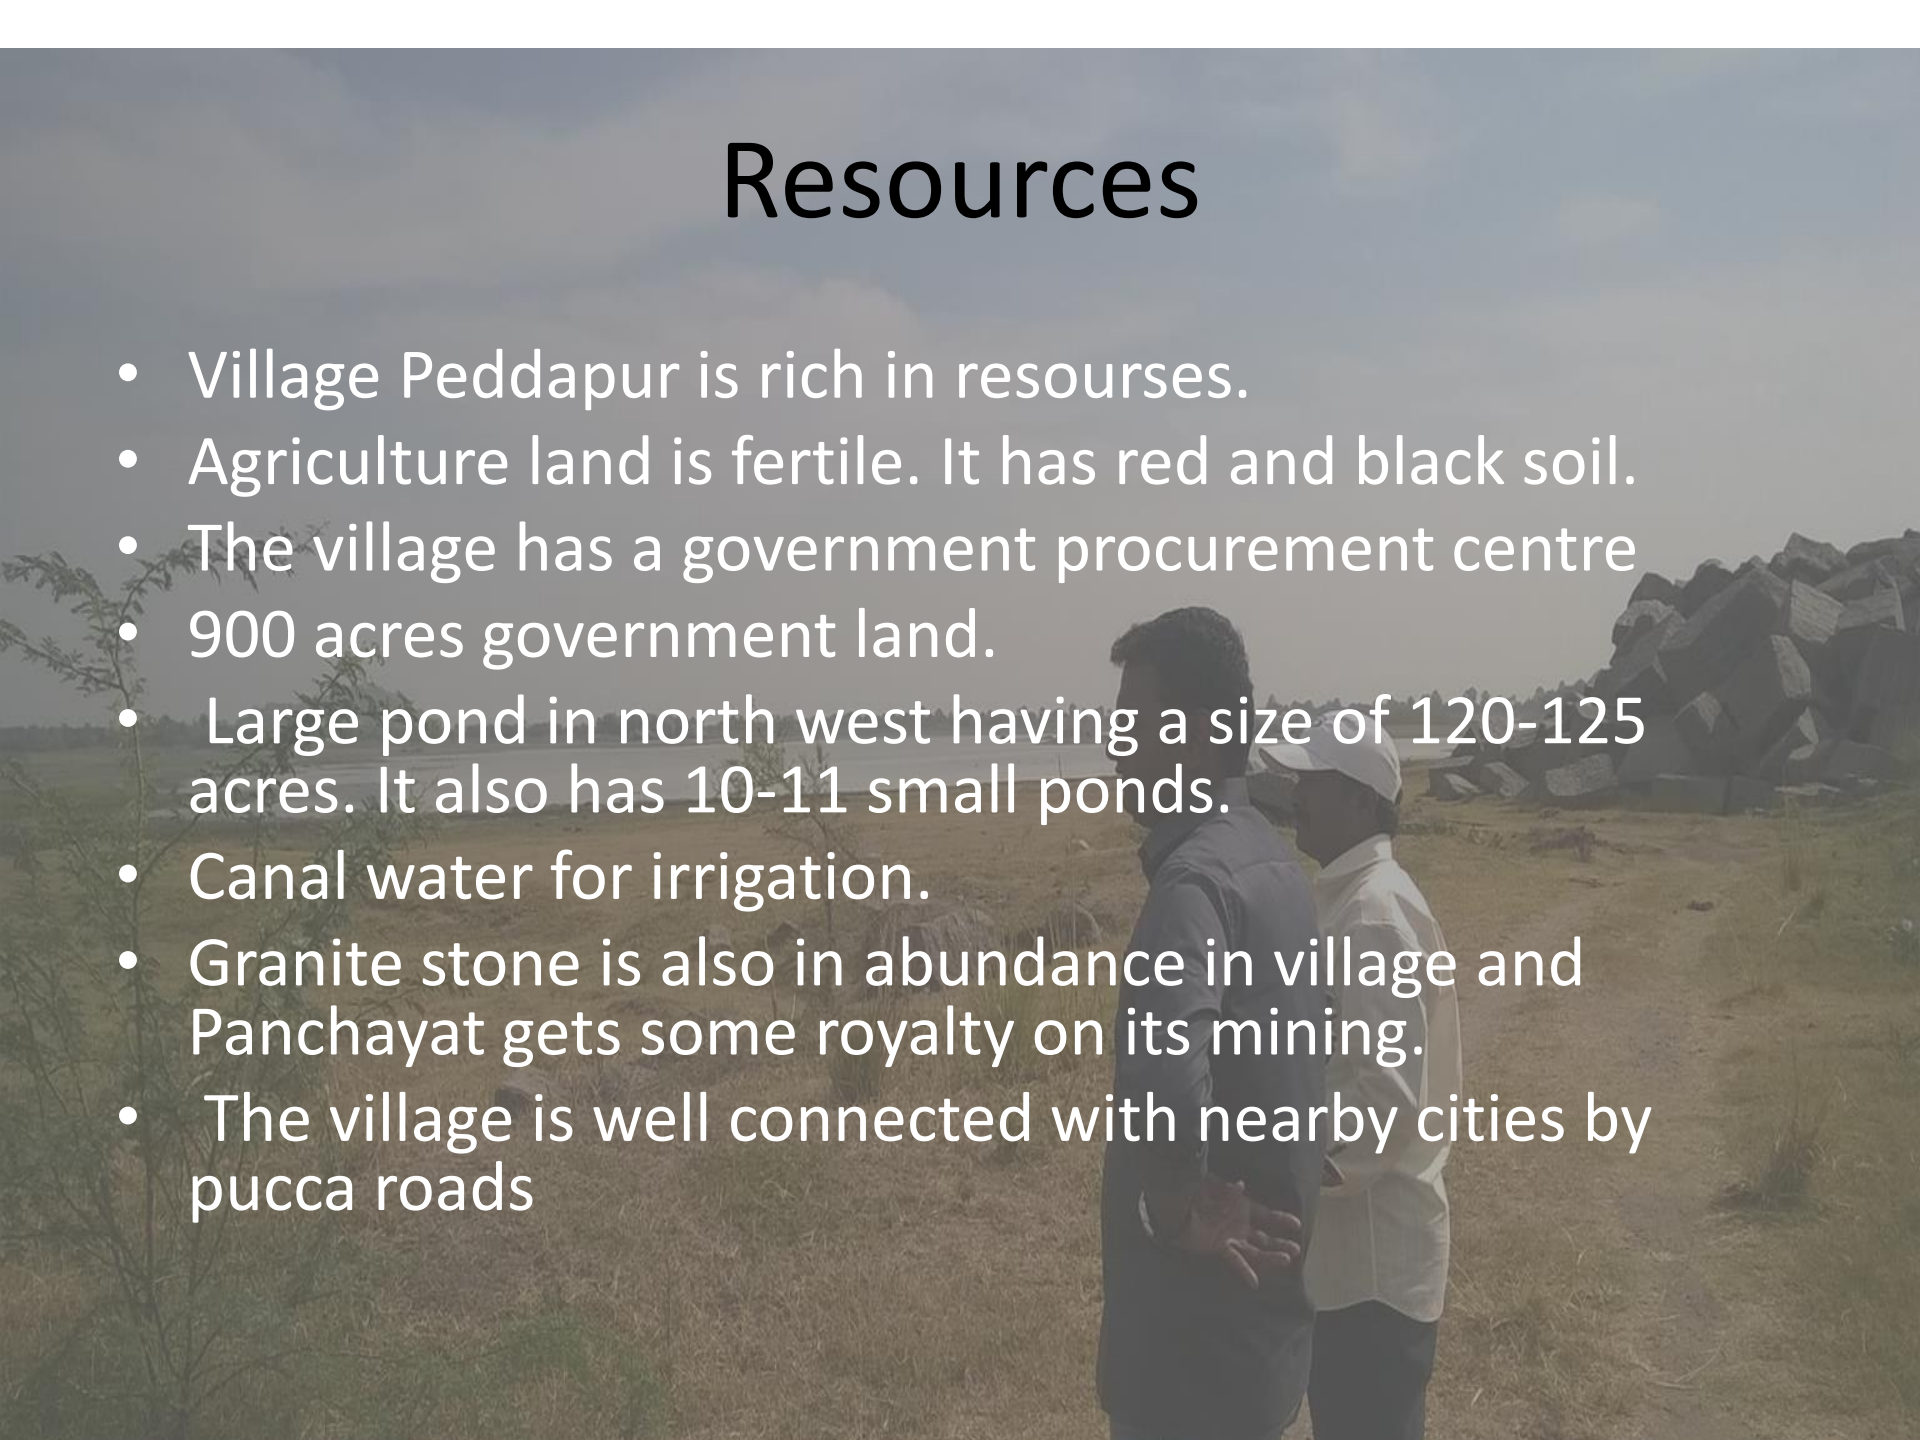 Resources
• Village Peddapur is rich in resourses.
• Agriculture land is fertile. It has red and black soil.
• The village has a government procurement centre
• 900 acres government land.
• Large pond in north west having a size of 120-125
acres. It also has 10-11 small ponds.
• Canal water for irrigation.
• Granite stone is also in abundance in village and
Panchayat gets some royalty on its mining.
• The village is well connected with nearby cities by
pucca roads